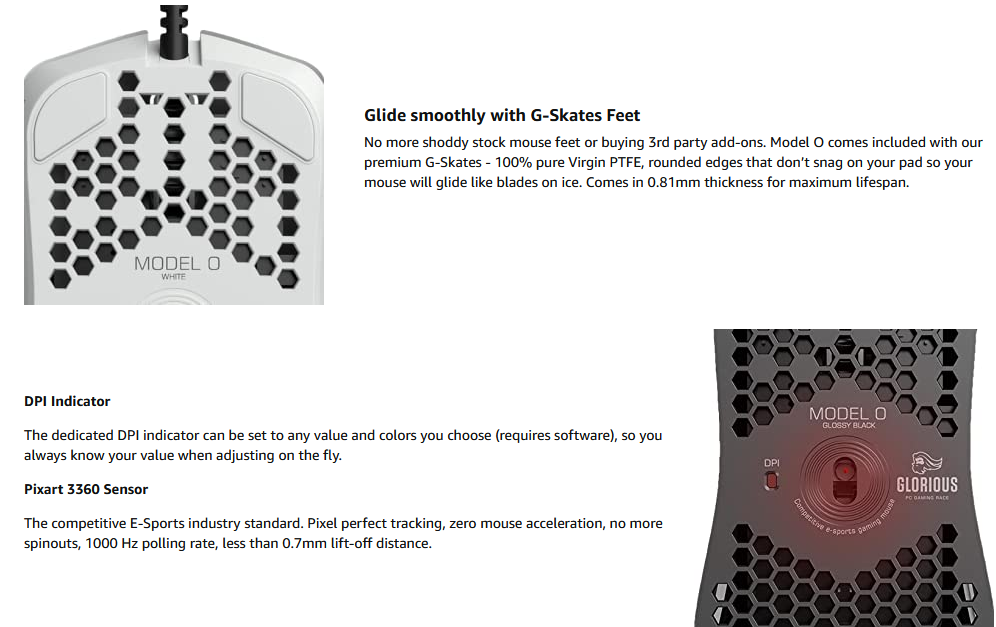 Glide smoothly with G-Skates Feet
No more shoddy stock mouse feet or buying 3rd party add-ons. Model O comes included with our
premium G-Skates - 100% pure Virgin PTFE, rounded edges that don’t snag on your pad so your
mouse will glide like blades on ice. Comes in 0.81mm thickness for maximum lifespan.
MODEL O
WHITE
DPI Indicator
The dedicated DPI indicator can be set to any value and colors you choose (requires software), so you
always know your value when adjusting on the fly.
Pixart 3360 Sensor
The competitive E-Sports industry standard. Pixel perfect tracking, zero mouse acceleration, no more
spinouts, 1000 Hz polling rate, less than 0.7mm lift-off distance.
MODEL O
GLOSSY BLACK
DPI
GLORIOUS
PC GAMING RACE
Competitive e-sports gaming mouse